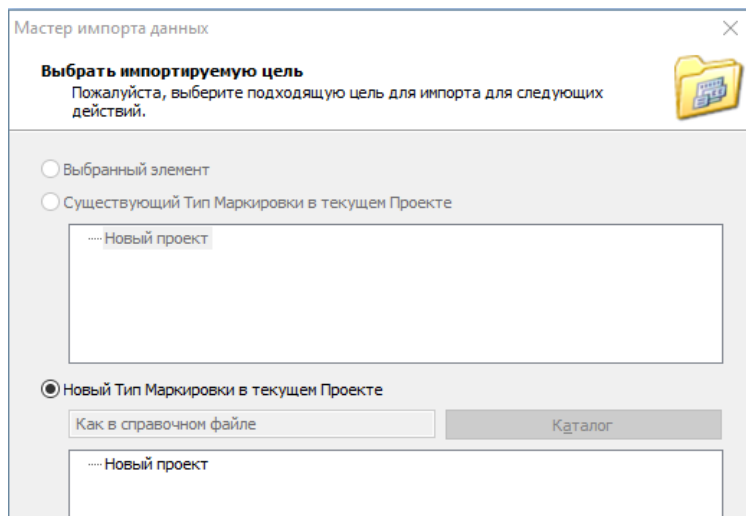 Мастер импорта данных
Выбрать импортируемую цель
Пожалуйста, выберите подходящую цель для импорта для следующих
действий.
Выбранный элемент
Существующий Тип Маркировки в текущем Проекте
Новый проект
Новый Тип Маркировки в текущем Проекте
Как в справочном файле
Каталог
Новый проект